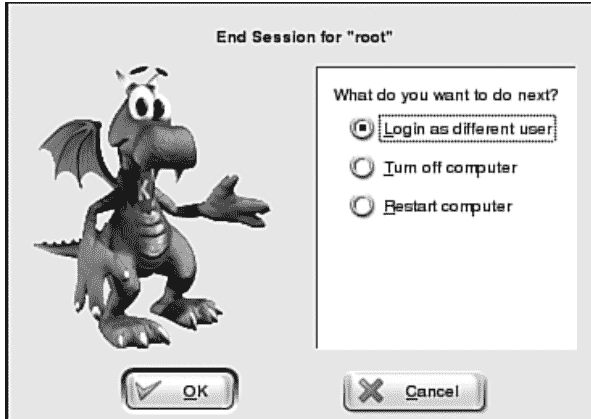 End Session for "root"
What do you want to do next?
Login as different user
Turn off computer
Restart computer
OK
Cancel